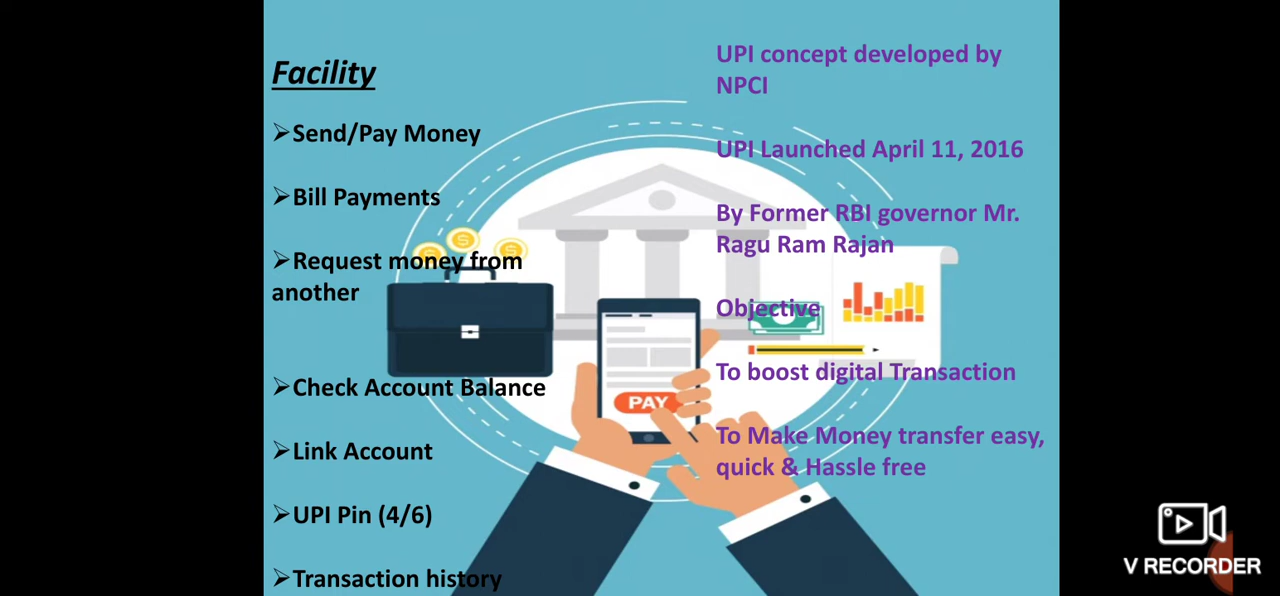 Facility
➢Send/Pay Money
➢Bill Payments
➢Request money from
another
➢Check Account Balance
➢Link Account
➢UPI Pin (4/6)
➢Transaction history
UPI concept developed by
NPCI
UPI Launched April 11, 2016
By Former RBI governor Mr.
Ragu Ram Rajan
Objective
To boost digital Transaction
To Make Money transfer easy,
quick & Hassle free
PAY
V RECORDER